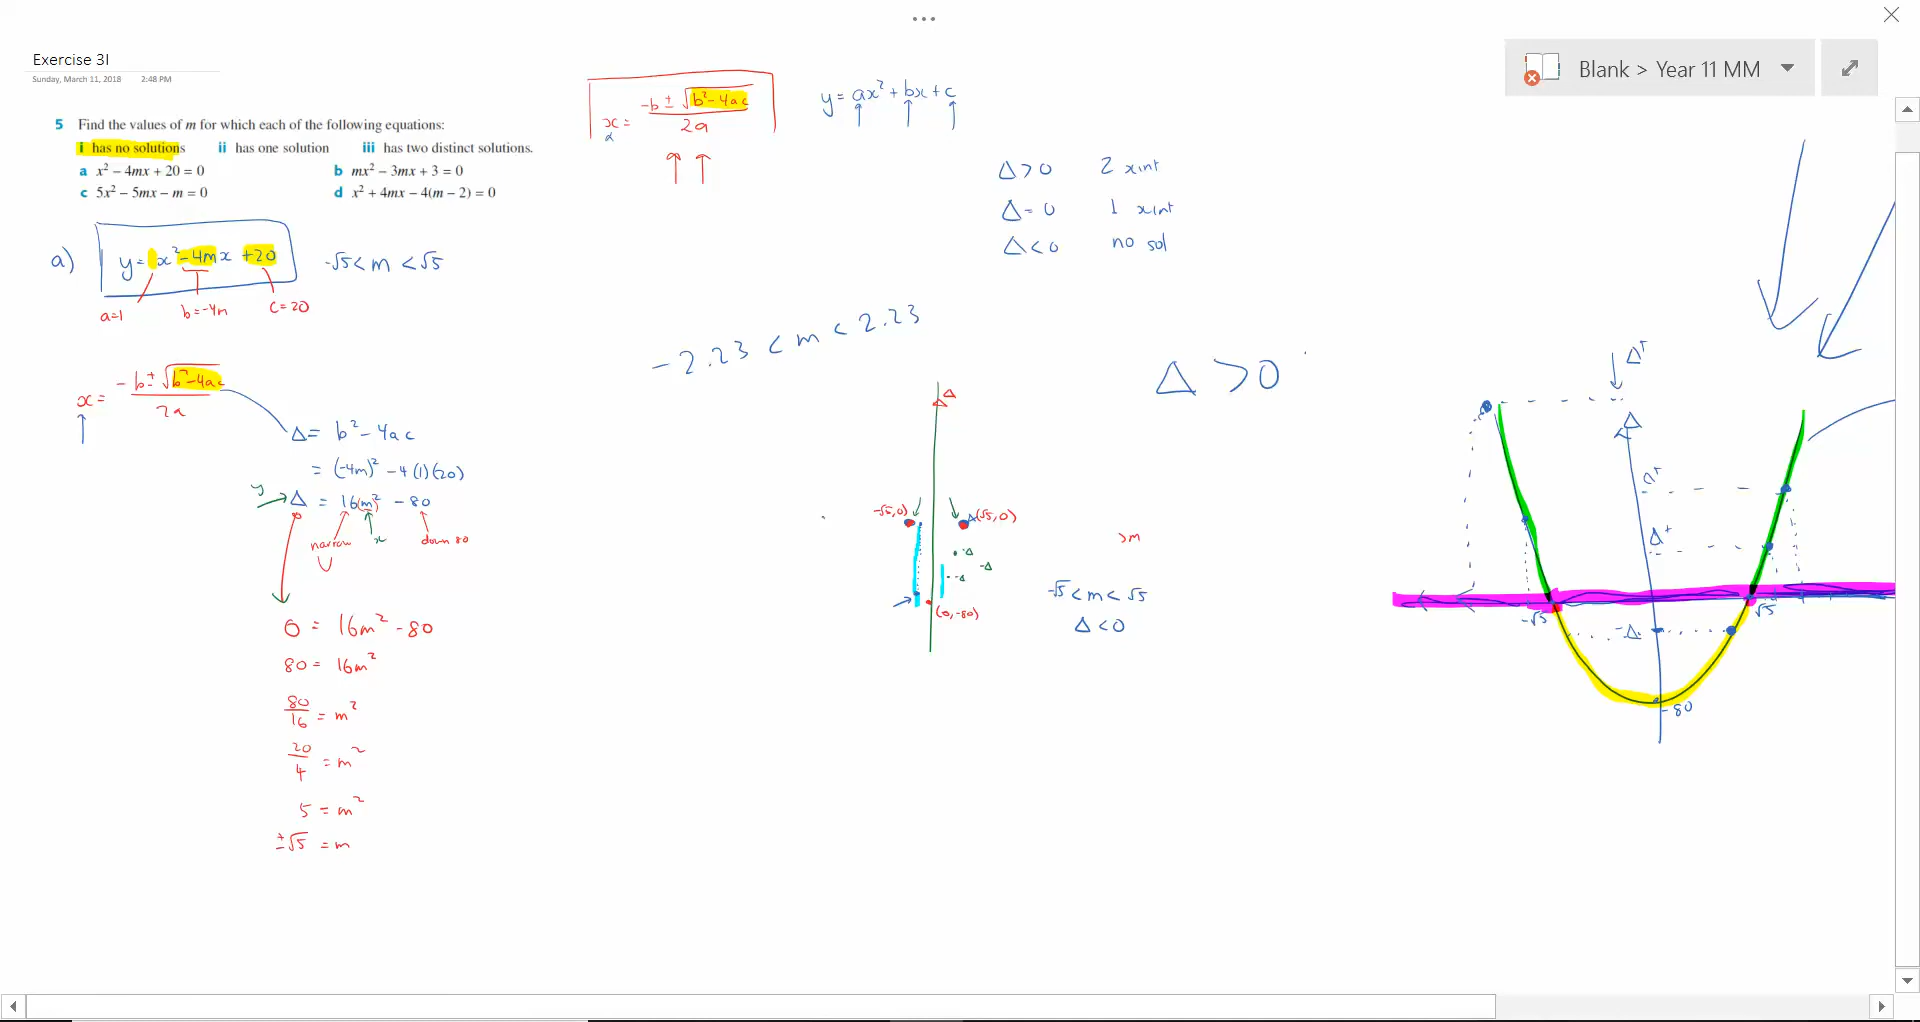 Exercise 3I
Sunday, March 11, 2018 2:48 PM
Blank > Year 11 MM
5 Find the values of m for which each of the following equations:
i has no solutions ii has one solution iii has two distinct solutions.
a x² − 4mx + 20 = 0 b mx² − 3mx + 3 = 0
c 5x² − 5mx − m = 0 d x² + 4mx − 4(m − 2) = 0
x = -b ± √(b²-4ac) / 2a
y = ax² + bx + c
Δ > 0 2 xint
Δ = 0 1 xint
Δ < 0 no sol
a) y = 1x² -4mx +20 -√5 < m < √5
a=1 b=-4m c=20
-2.23 < m < 2.23
Δ > 0
x = -b ± √(b²-4ac) / 2a
Δ = b² - 4ac
= (-4m)² - 4(1)(20)
y → Δ = 16(m)² - 80
narrow x down 80
0 = 16m² - 80
80 = 16m²
80/16 = m²
20/4 = m²
5 = m²
±√5 = m
Δ
-√5,0) (√5,0)
-Δ
-Δ
-Δ
(0,-80)
>m
-√5 < m < √5
Δ < 0
Δ⁺
Δ
Δ⁺
Δ⁺
-√5 √5
-Δ
-80